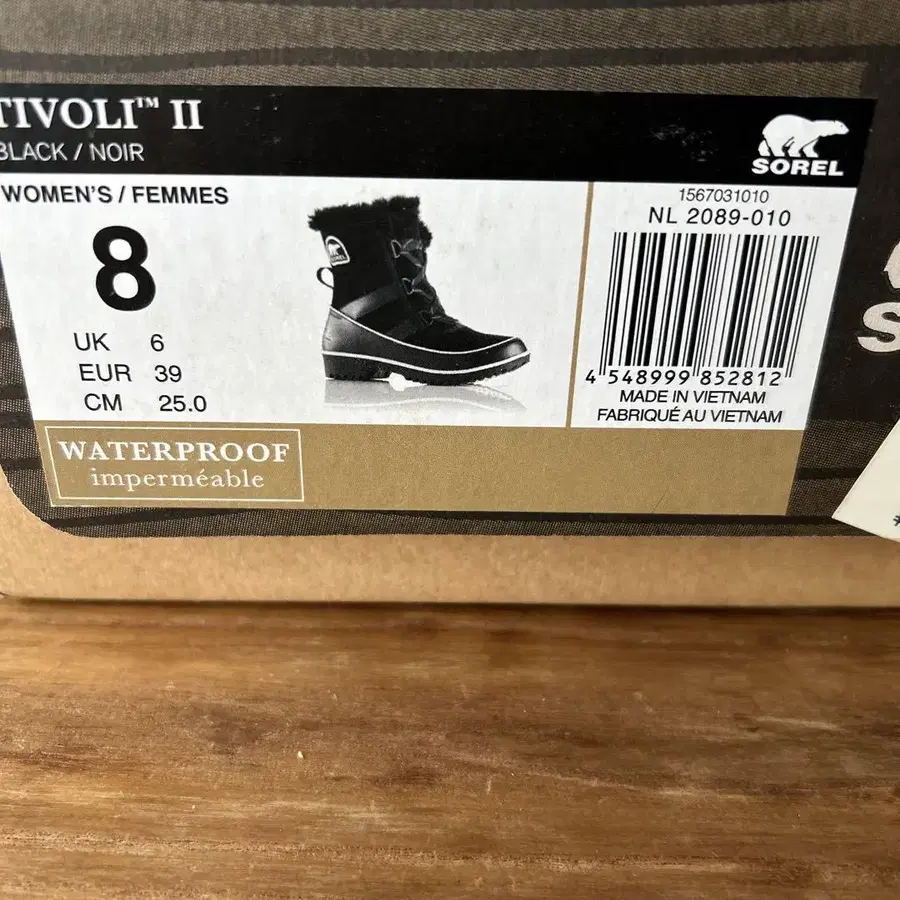 TIVOLI™ II
BLACK / NOIR
SOREL
WOMEN'S / FEMMES
8
UK 6
EUR 39
CM 25.0
SOREL
1567031010
NL 2089-010
4 548999 852812
MADE IN VIETNAM
FABRIQUÉ AU VIETNAM
WATERPROOF
imperméable
S
*